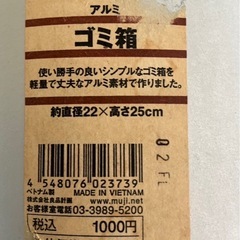 アルミ
ゴミ箱
使い勝手の良いシンプルなゴミ箱を
軽量で丈夫なアルミ素材で作りました。
約直径22×高さ25cm
4 548076 023739
ベトナム製 MADE IN VIETNAM
株式会社良品計画 http://www.muji.net
お客様室電話 03-3989-5200
税込 1000円
02 FL